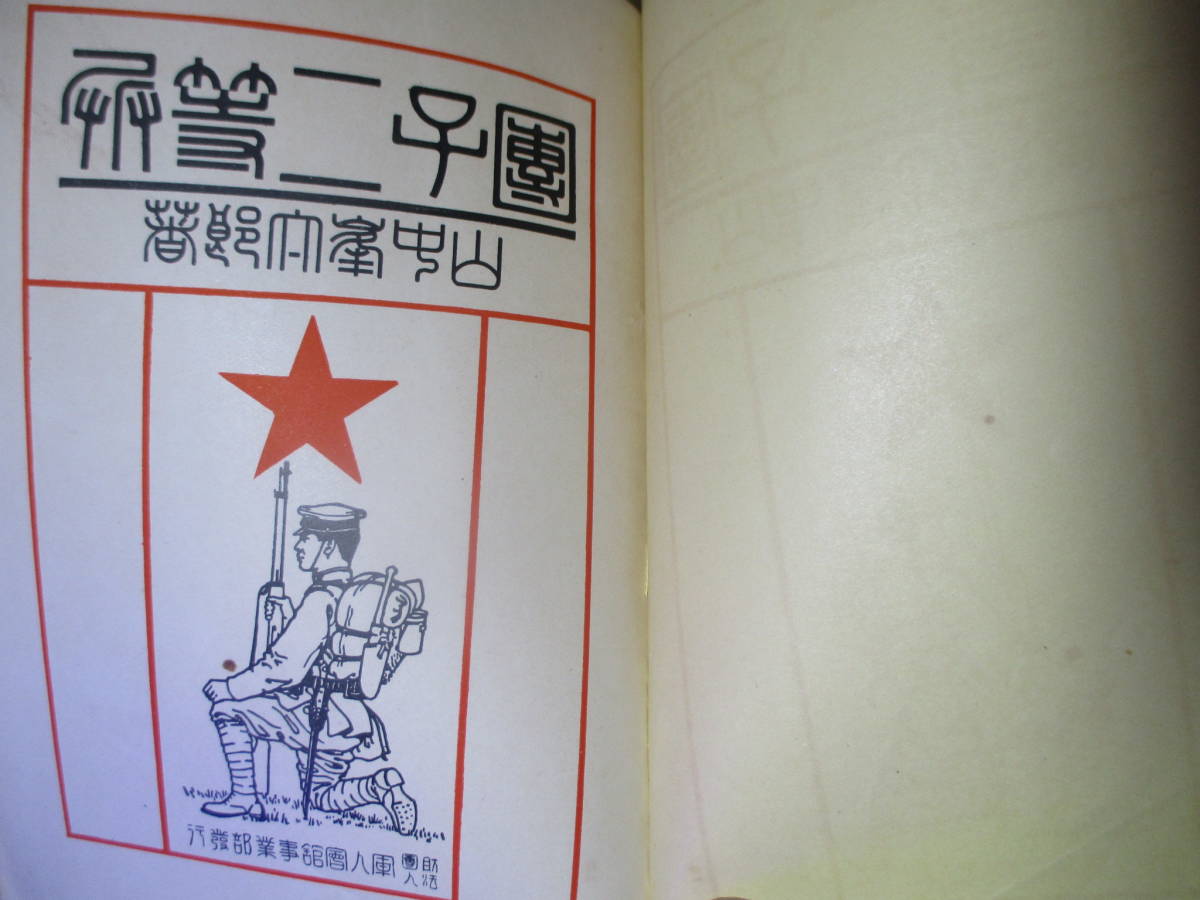 團子二等兵
山中峯太郎著
財法團人 軍人會館事業部發行